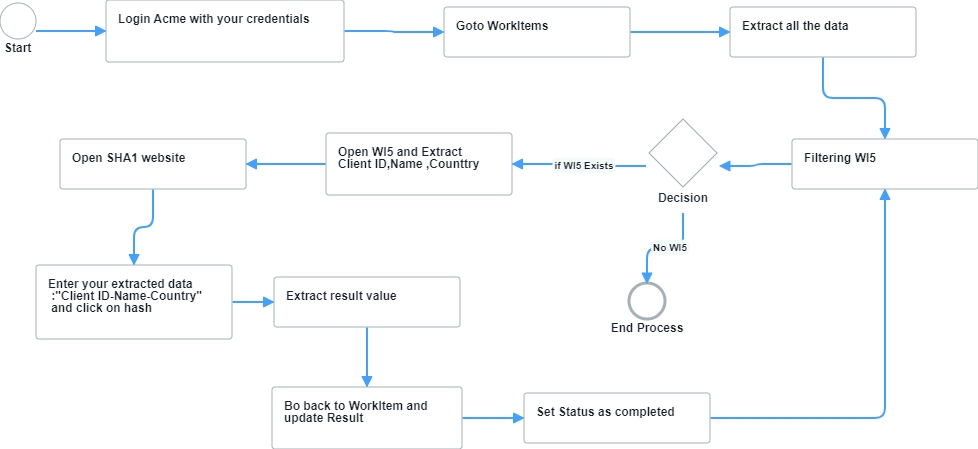 Start
Login Acme with your credentials
Goto WorkItems
Extract all the data
Filtering WI5
Decision
if WI5 Exists
No WI5
End Process
Open WI5 and Extract
Client ID,Name ,Counttry
Open SHA1 website
Enter your extracted data
:"Client ID-Name-Country"
and click on hash
Extract result value
Bo back to WorkItem and
update Result
Set Status as completed